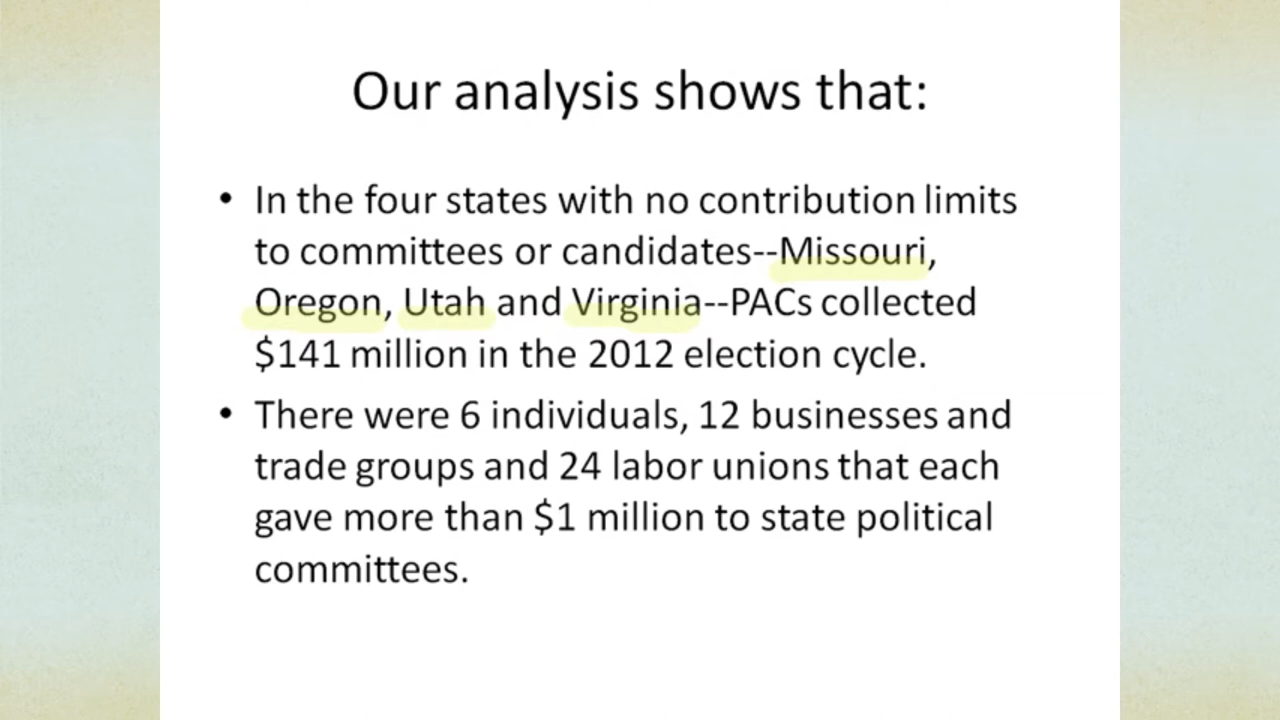 Our analysis shows that:
• In the four states with no contribution limits
to committees or candidates--Missouri,
Oregon, Utah and Virginia--PACs collected
$141 million in the 2012 election cycle.
• There were 6 individuals, 12 businesses and
trade groups and 24 labor unions that each
gave more than $1 million to state political
committees.